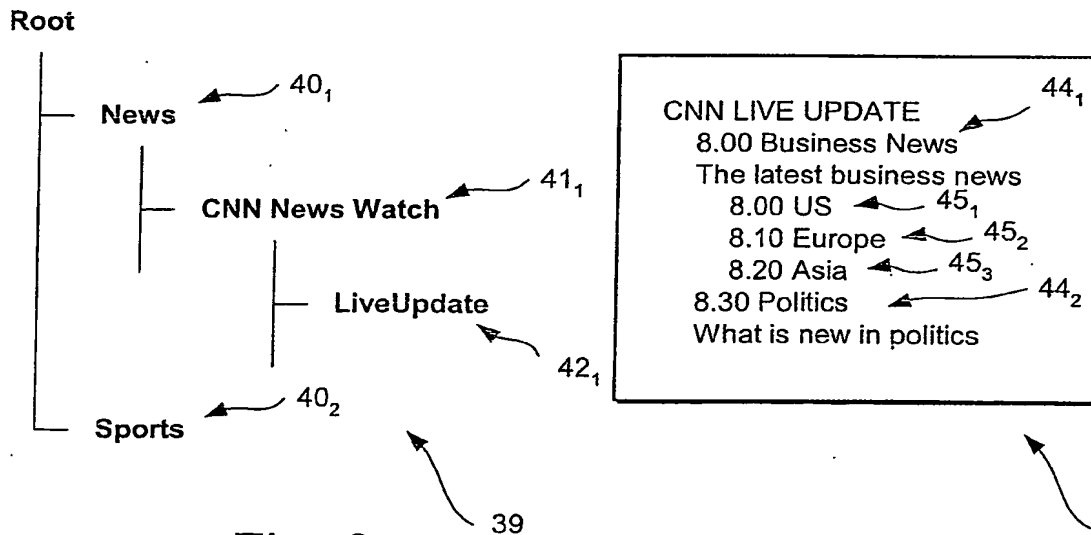 Root
40₁
News
41₁
CNN News Watch
LiveUpdate
42₁
40₂
Sports
39
CNN LIVE UPDATE
44₁
8.00 Business News
The latest business news
8.00 US
45₁
8.10 Europe
45₂
8.20 Asia
45₃
8.30 Politics
44₂
What is new in politics